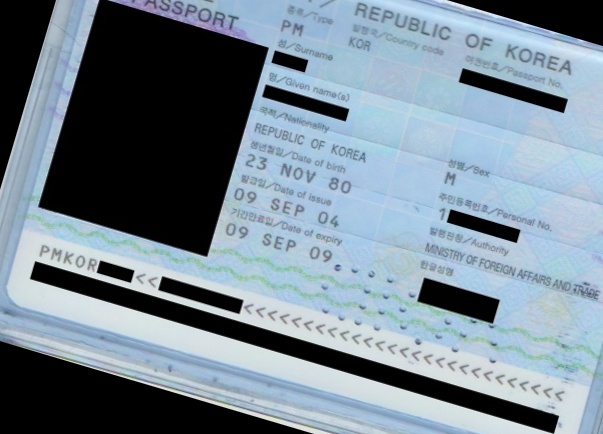 PASSPORT
종류/Type
PM
발행국/Country code
KOR
REPUBLIC OF KOREA
여권번호/Passport No.
성/Surname
명/Given name(s)
국적/Nationality
REPUBLIC OF KOREA
생년월일/Date of birth
23 NOV 80
성별/Sex
M
발급일/Date of issue
09 SEP 04
주민등록번호/Personal No.
1
기간만료일/Date of expiry
09 SEP 09
발행관청/Authority
MINISTRY OF FOREIGN AFFAIRS AND TRADE
한글성명
PMKOR
<<
<<<<<<<<<<<<<<<<<<<<<<<<<<<